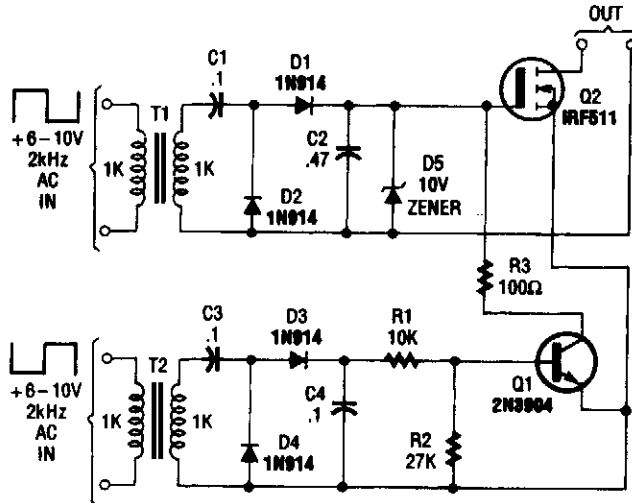 OUT
C1
.1
D1
1N914
T1
1K
1K
+6–10V
2kHz
AC
IN
D2
1N914
C2
.47
D5
10V
ZENER
Q2
IRF511
R3
100Ω
C3
.1
D3
1N914
R1
10K
T2
1K
1K
+6–10V
2kHz
AC
IN
D4
1N914
C4
.1
R2
27K
Q1
2N3904